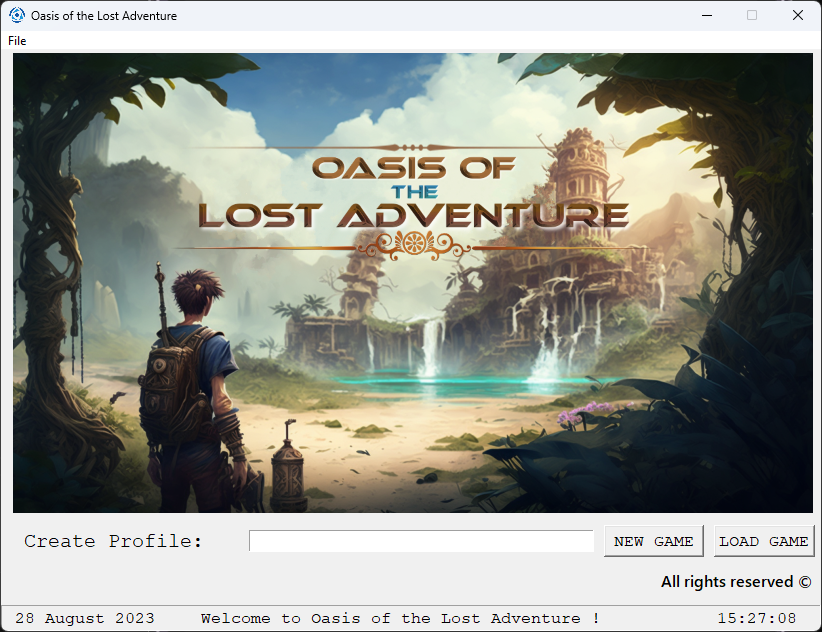 Oasis of the Lost Adventure
File
OASIS OF
THE
LOST ADVENTURE
Create Profile:
NEW GAME
LOAD GAME
All rights reserved ©
28 August 2023
Welcome to Oasis of the Lost Adventure !
15:27:08